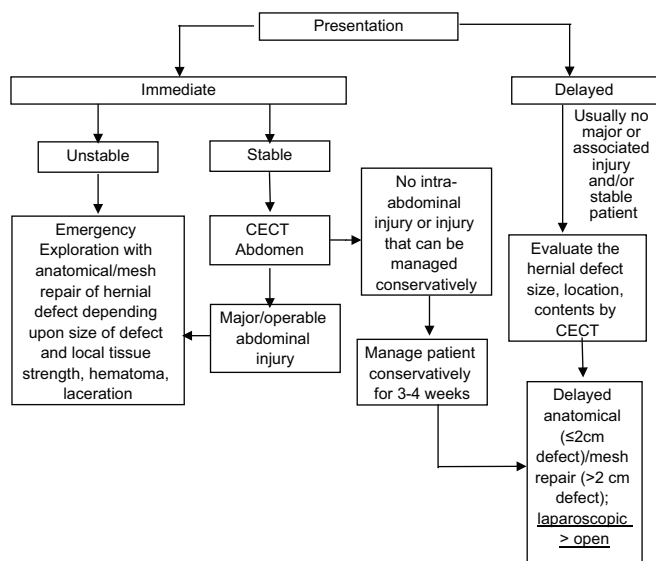 Presentation
Immediate
Delayed
Usually no
major or
associated
injury
and/or
stable
patient
Unstable
Stable
No intra-
abdominal
injury or injury
that can be
managed
conservatively
Emergency
Exploration with
anatomical/mesh
repair of hernial
defect depending
upon size of defect
and local tissue
strength, hematoma,
laceration
CECT
Abdomen
Evaluate the
hernial defect
size, location,
contents by
CECT
Major/operable
abdominal
injury
Manage patient
conservatively
for 3-4 weeks
Delayed
anatomical
(≤2cm
defect)/mesh
repair (>2 cm
defect);
laparoscopic
> open